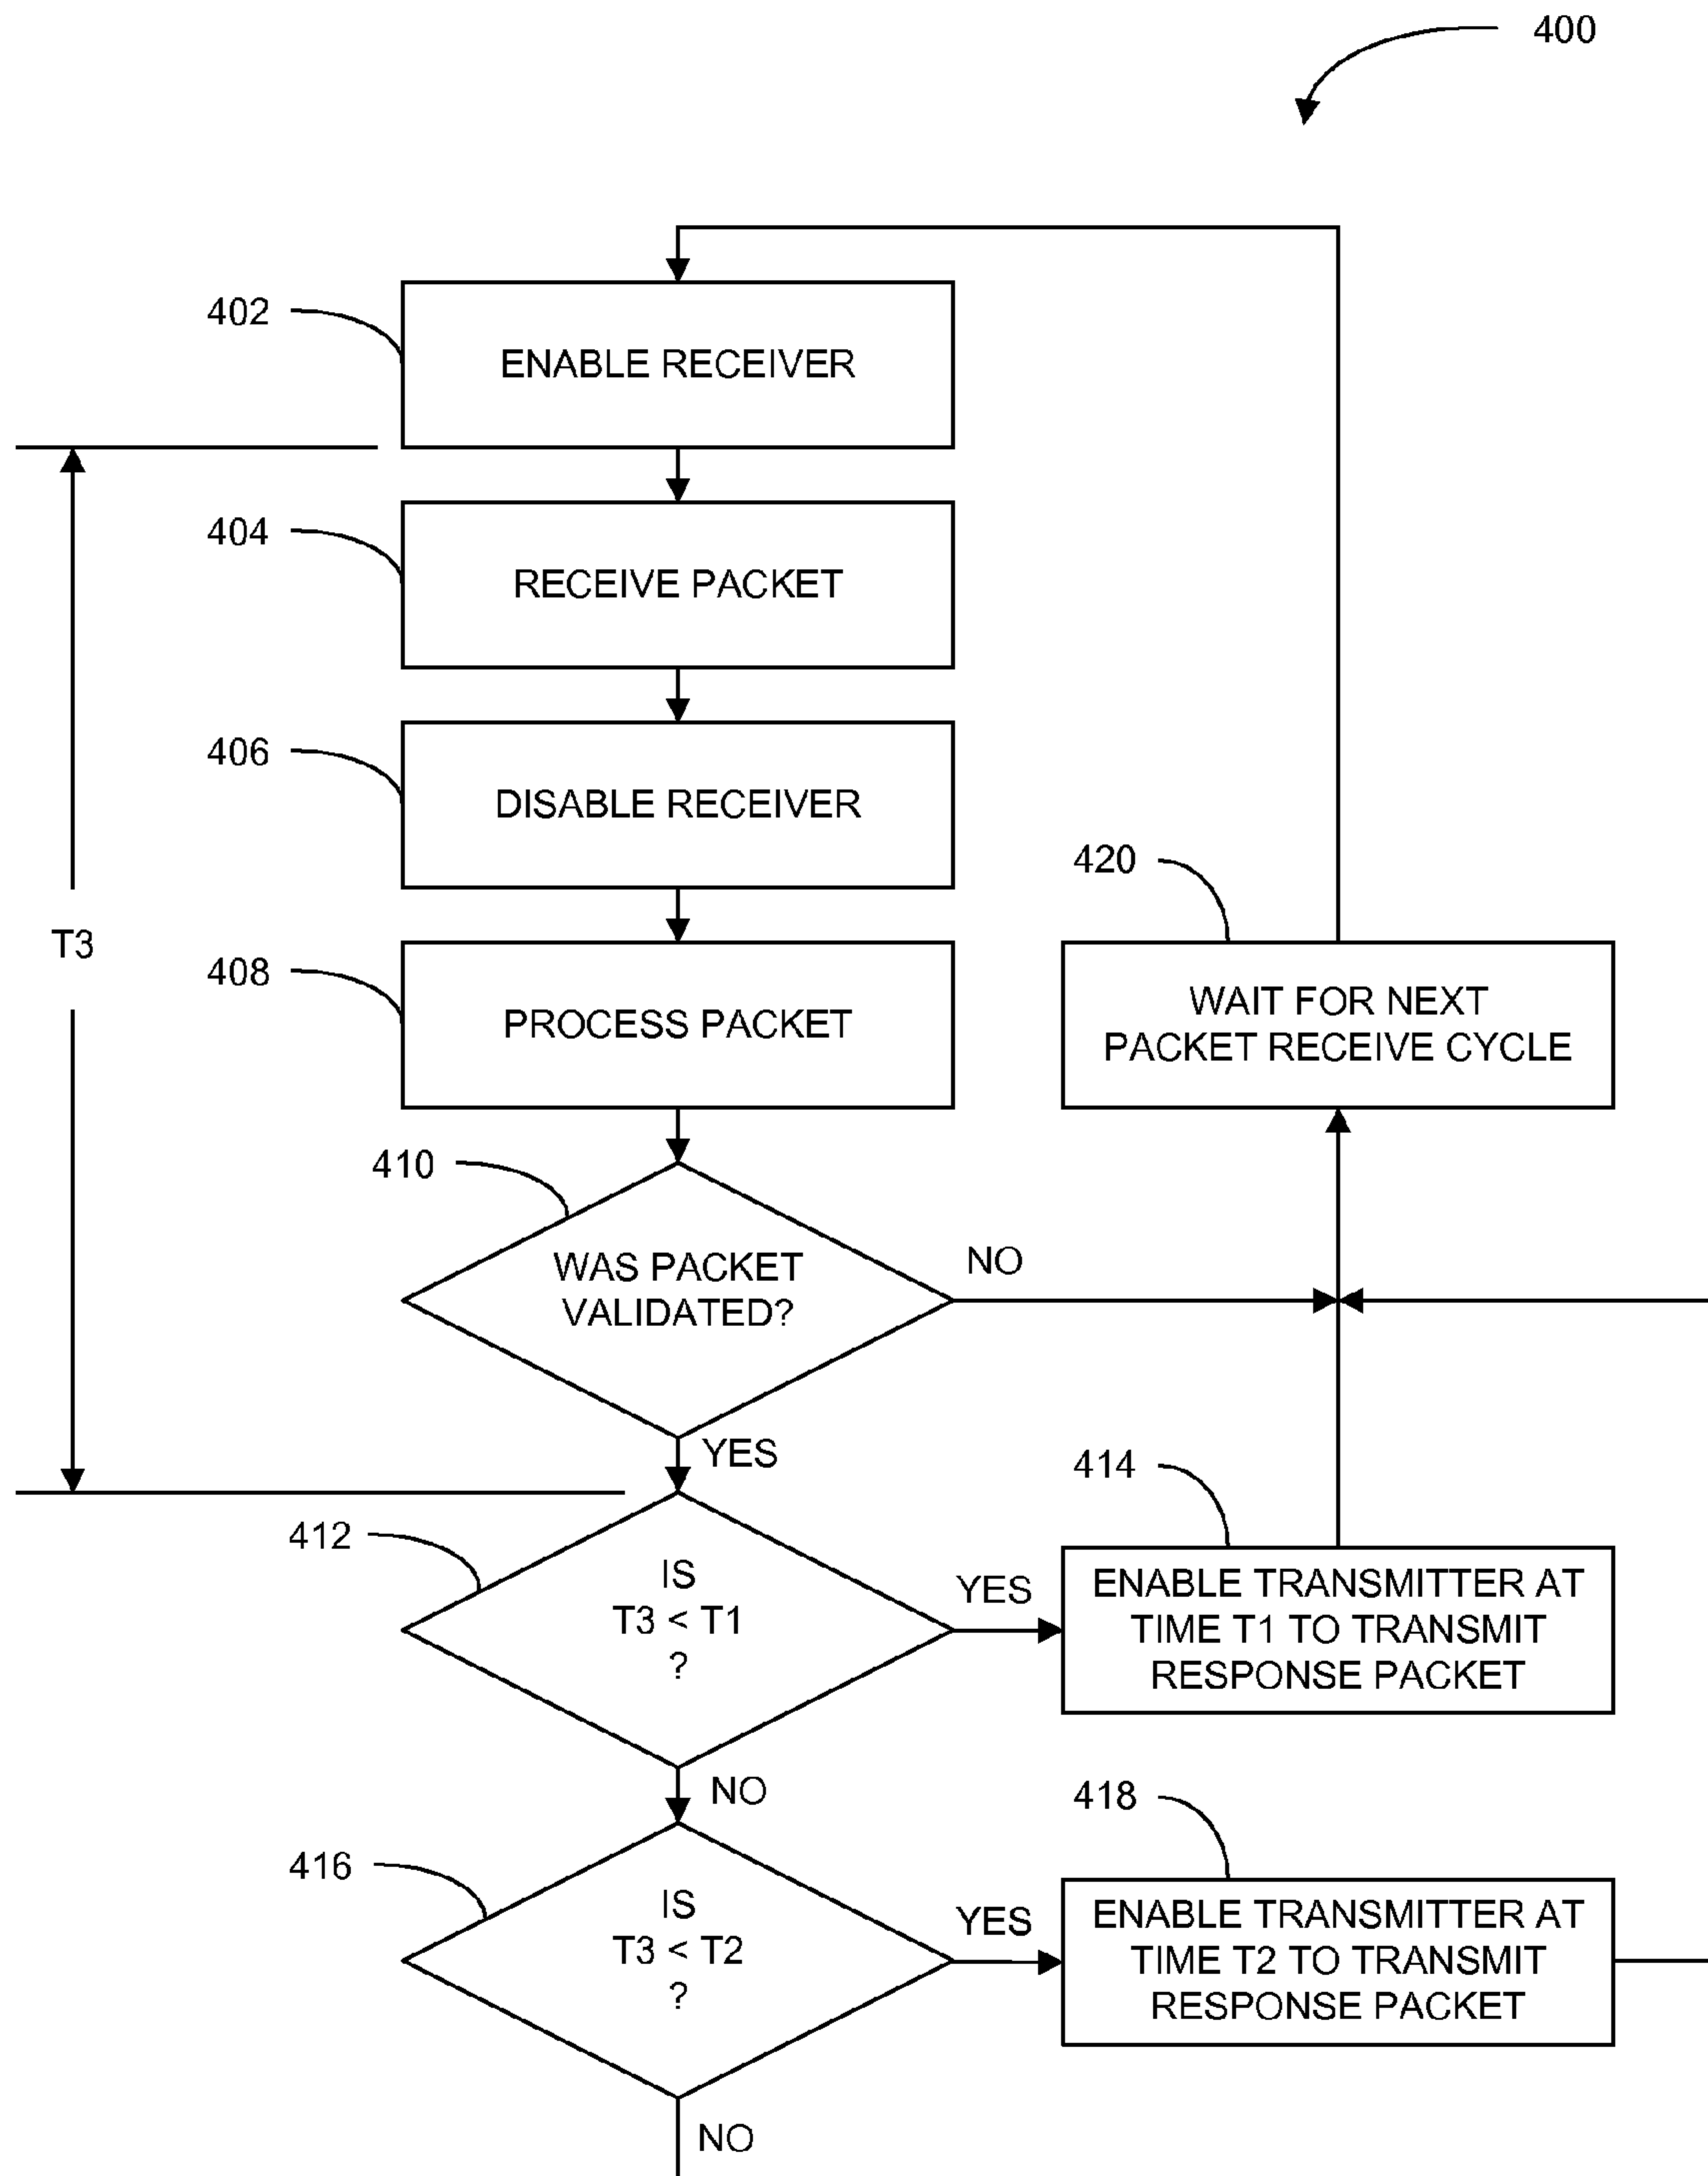 400
402
ENABLE RECEIVER
404
RECEIVE PACKET
406
DISABLE RECEIVER
T3
408
PROCESS PACKET
420
WAIT FOR NEXT
PACKET RECEIVE CYCLE
410
WAS PACKET
VALIDATED?
NO
YES
412
IS
T3 < T1
?
YES
414
ENABLE TRANSMITTER AT
TIME T1 TO TRANSMIT
RESPONSE PACKET
NO
416
IS
T3 < T2
?
YES
418
ENABLE TRANSMITTER AT
TIME T2 TO TRANSMIT
RESPONSE PACKET
NO